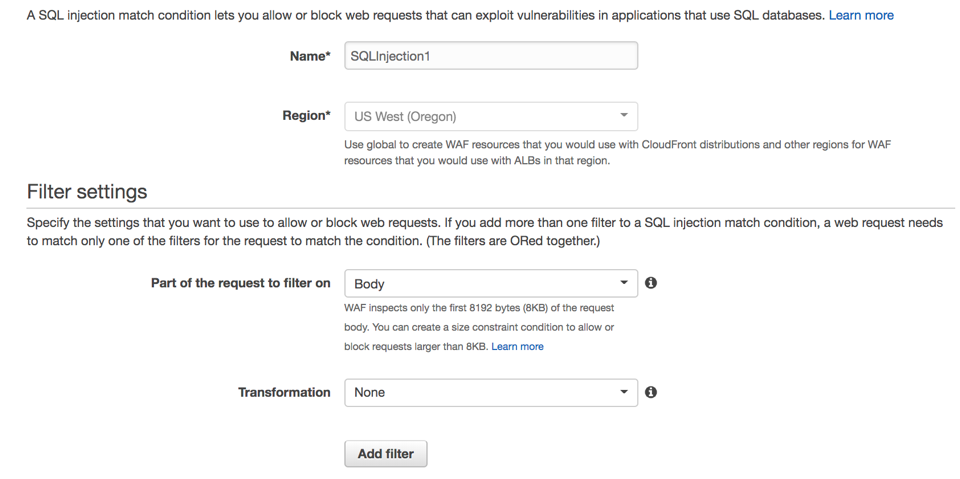 A SQL injection match condition lets you allow or block web requests that can exploit vulnerabilities in applications that use SQL databases. Learn more
Name* SQLInjection1
Region* US West (Oregon)
Use global to create WAF resources that you would use with CloudFront distributions and other regions for WAF
resources that you would use with ALBs in that region.
Filter settings
Specify the settings that you want to use to allow or block web requests. If you add more than one filter to a SQL injection match condition, a web request needs
to match only one of the filters for the request to match the condition. (The filters are ORed together.)
Part of the request to filter on Body
WAF inspects only the first 8192 bytes (8KB) of the request
body. You can create a size constraint condition to allow or
block requests larger than 8KB. Learn more
Transformation None
Add filter